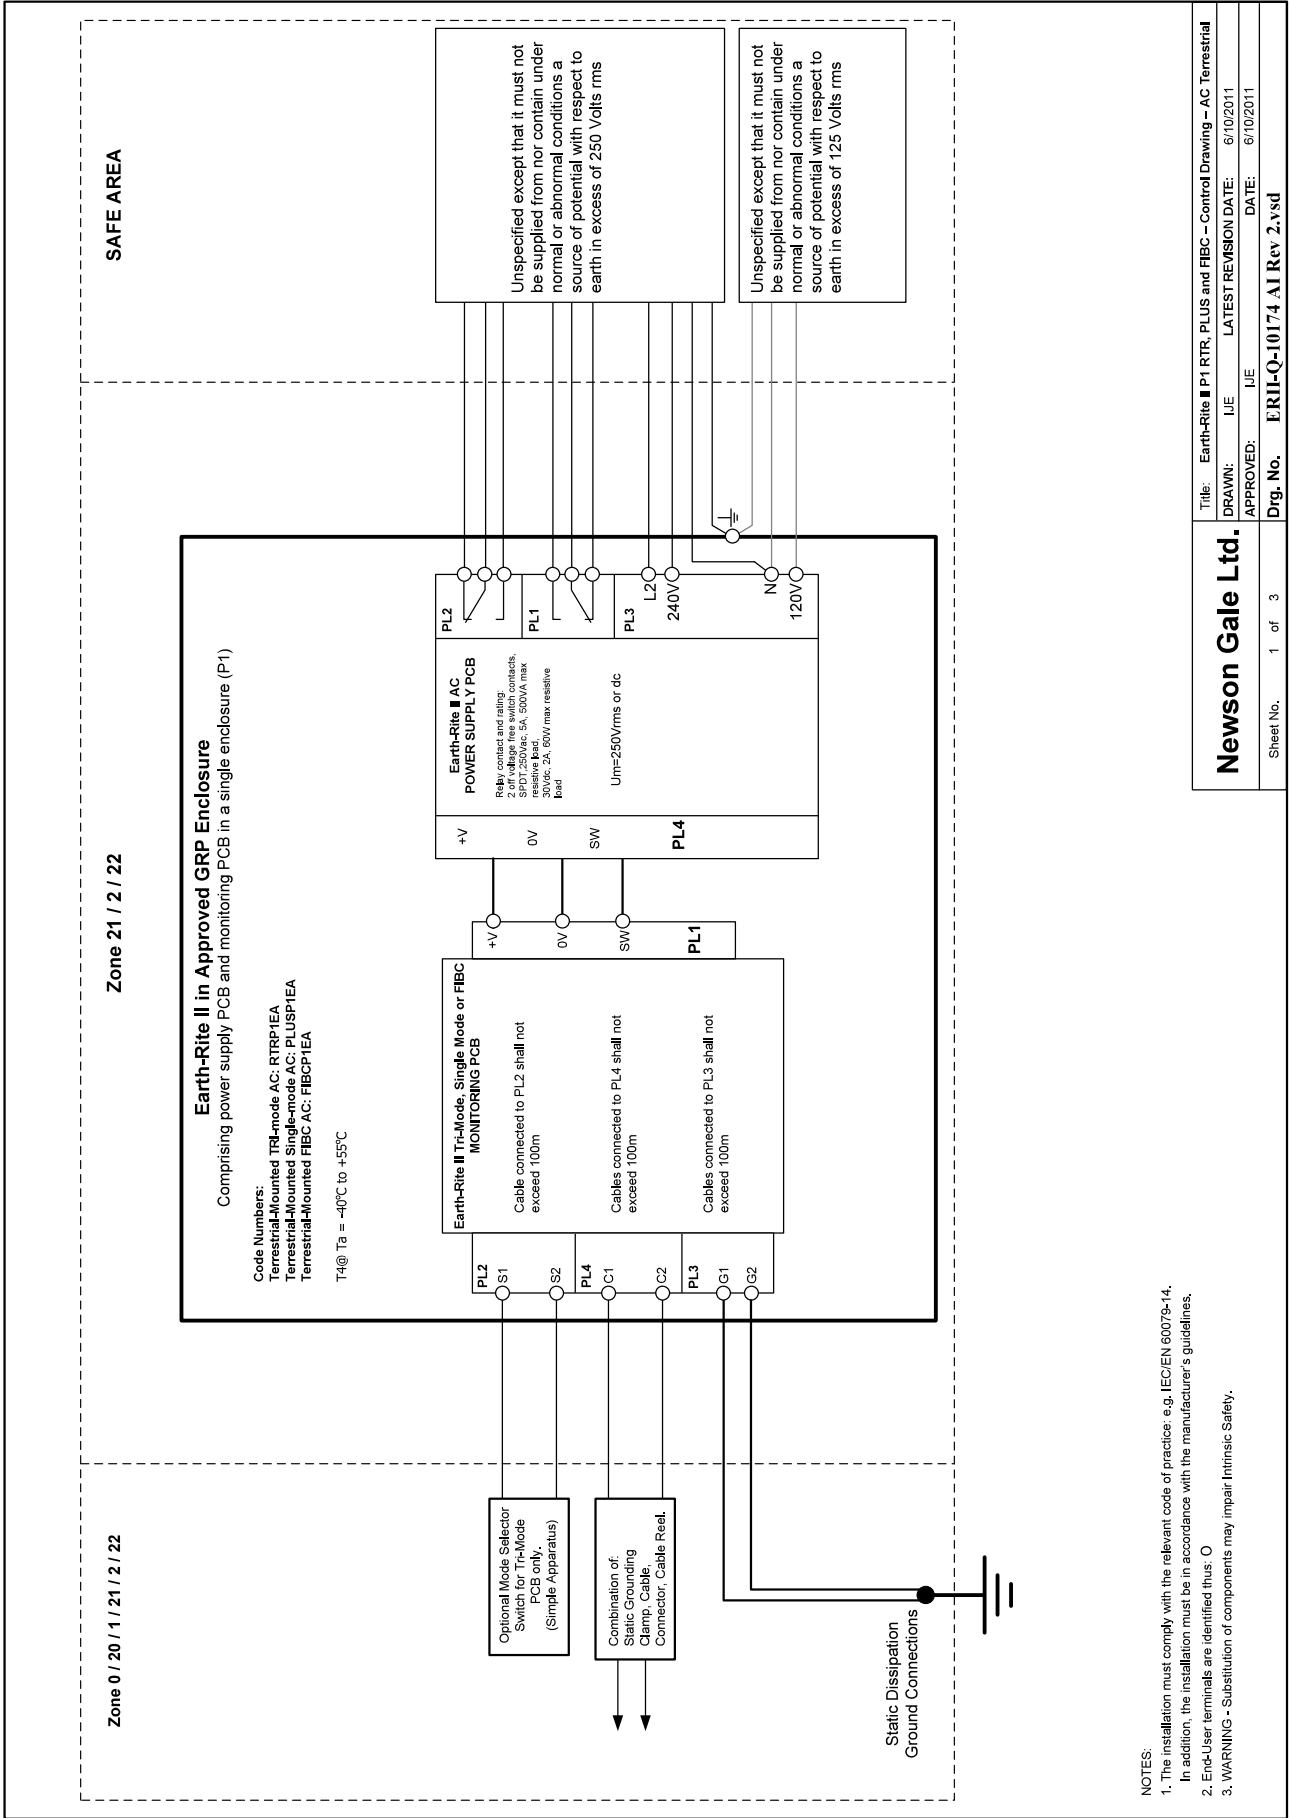 Zone 0 / 20 / 1 / 21 / 2 / 22
Zone 21 / 2 / 22
SAFE AREA
Earth-Rite II in Approved GRP Enclosure
Comprising power supply PCB and monitoring PCB in a single enclosure (P1)
Code Numbers:
Terrestrial-Mounted TRI-mode AC: RTRP1EA
Terrestrial-Mounted Single-mode AC: PLUSP1EA
Terrestrial-Mounted FIBC AC: FIBCP1EA
T4@ Ta = -40°C to +55°C
Optional Mode Selector
Switch for Tri-Mode
PCB only.
(Simple Apparatus)
Combination of:
Static Grounding
Clamp, Cable,
Connector, Cable Reel.
Static Dissipation
Ground Connections
PL2
S1
S2
PL4
C1
C2
PL3
G1
G2
Earth-Rite II Tri-Mode, Single Mode or FIBC
MONITORING PCB
Cable connected to PL2 shall not
exceed 100m
Cables connected to PL4 shall not
exceed 100m
Cables connected to PL3 shall not
exceed 100m
+V
0V
SW
PL1
+V
0V
SW
PL4
Earth-Rite II AC
POWER SUPPLY PCB
Relay contact and rating:
2 off voltage free switch contacts,
SPDT,250Vac, 5A, 500VA max
resistive load,
30Vdc, 2A, 60W max resistive
load
Um=250Vrms or dc
PL2
PL1
PL3
L2
240V
N
120V
Unspecified except that it must not
be supplied from nor contain under
normal or abnormal conditions a
source of potential with respect to
earth in excess of 250 Volts rms
Unspecified except that it must not
be supplied from nor contain under
normal or abnormal conditions a
source of potential with respect to
earth in excess of 125 Volts rms
NOTES:
1. The installation must comply with the relevant code of practice: e.g. IEC/EN 60079-14.
In addition, the installation must be in accordance with the manufacturer's guidelines.
2. End-User terminals are identified thus: O
3. WARNING - Substitution of components may impair Intrinsic Safety.
Newson Gale Ltd.
Sheet No. 1 of 3
Title: Earth-Rite II P1 RTR, PLUS and FIBC – Control Drawing – AC Terrestrial
DRAWN: IJE LATEST REVISION DATE: 6/10/2011
APPROVED: IJE DATE: 6/10/2011
Drg. No. ERII-Q-10174 AI Rev 2.vsd